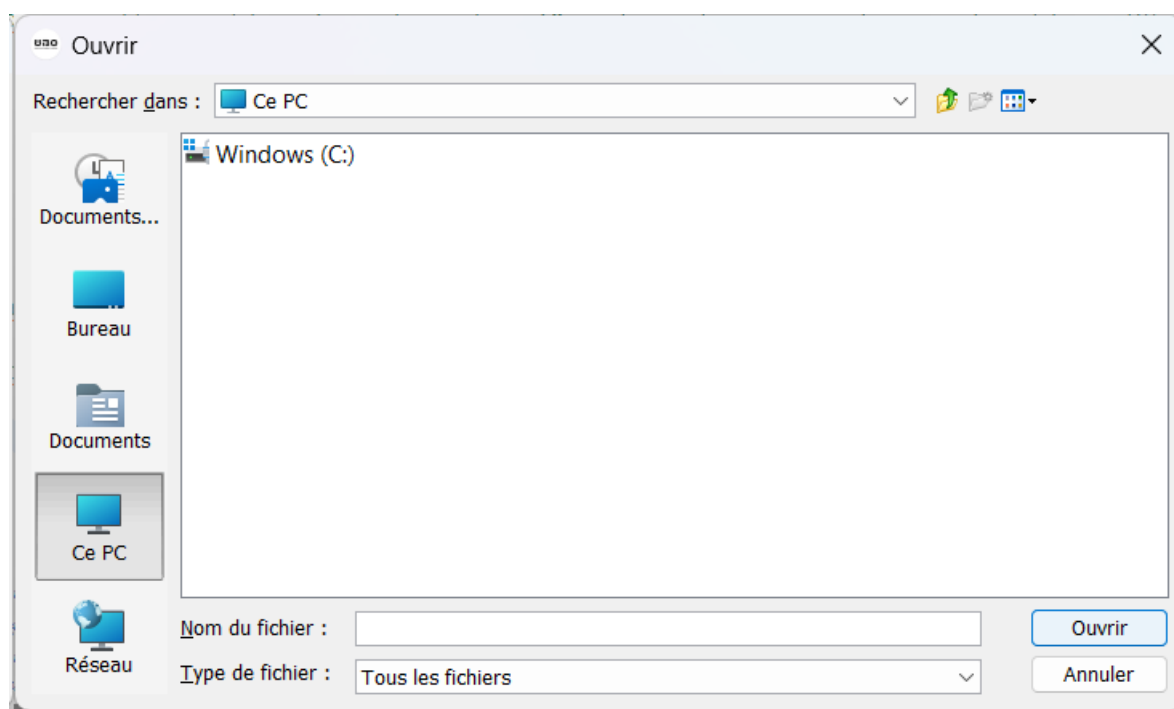 uno Ouvrir
Rechercher dans : Ce PC
Windows (C:)
Documents...
Bureau
Documents
Ce PC
Réseau
Nom du fichier :
Ouvrir
Type de fichier : Tous les fichiers
Annuler